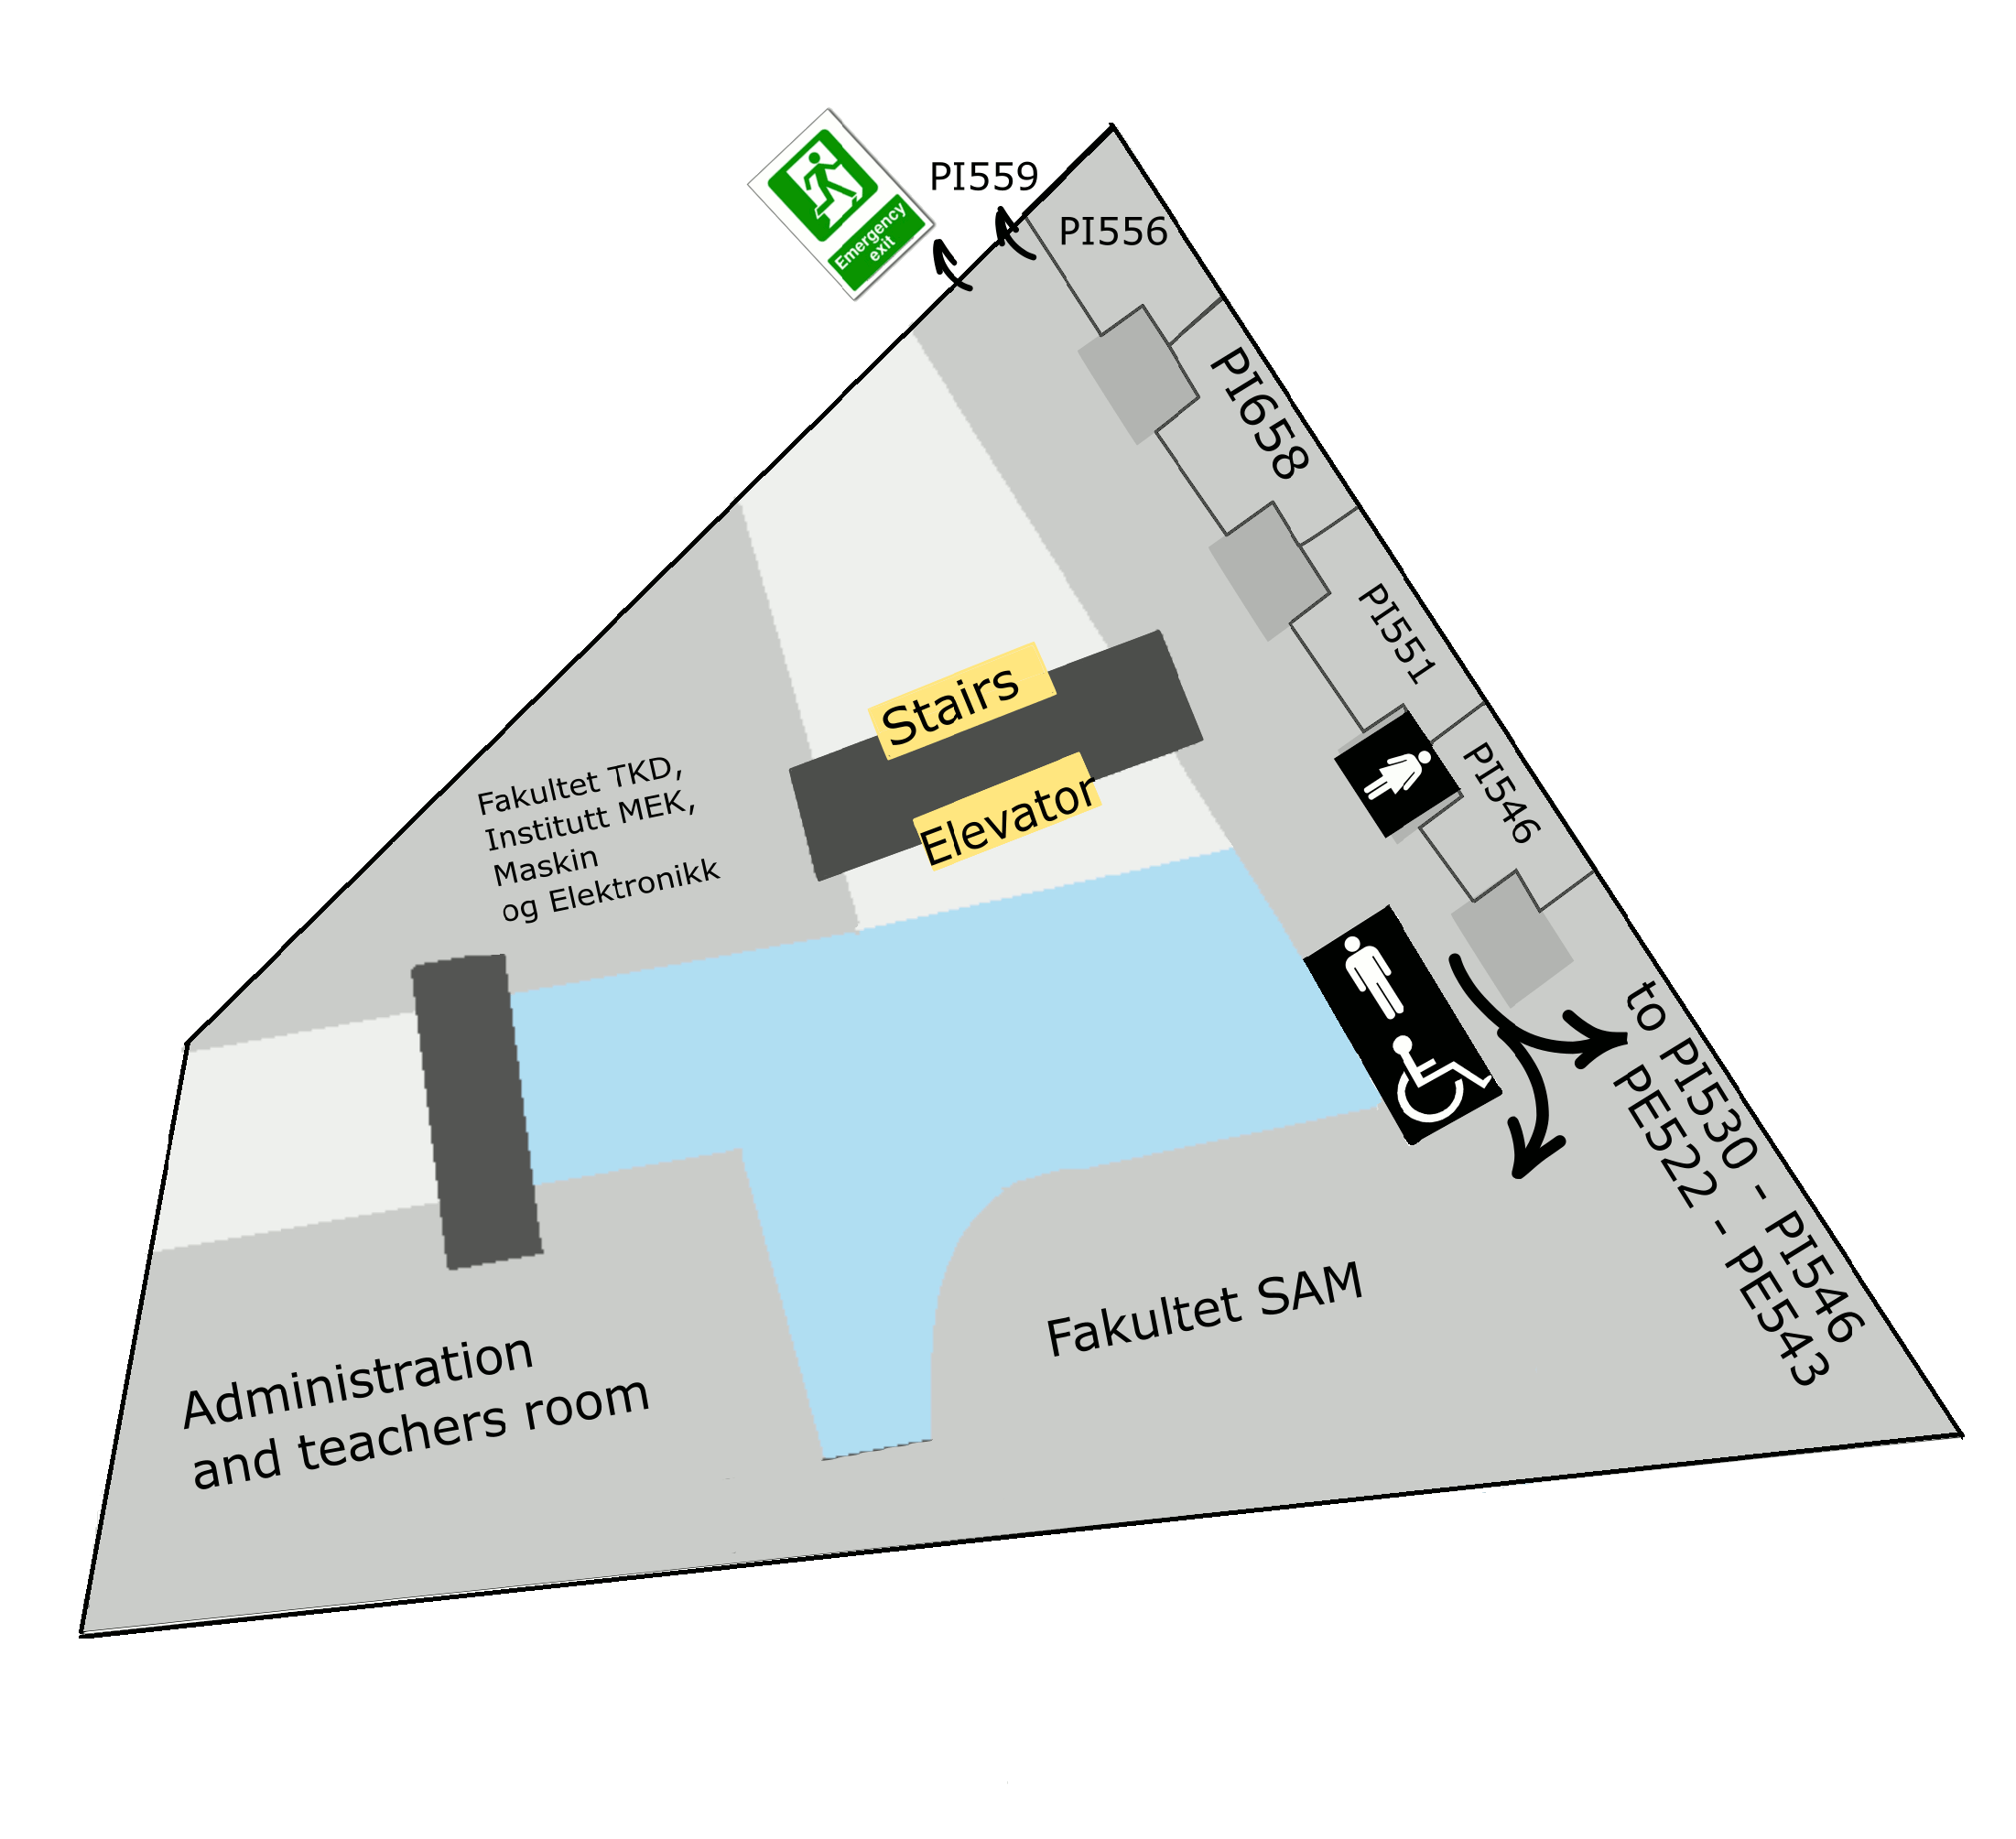 PI559
Emergency
exit
PI556
PI658
PI551
Stairs
PI546
Elevator
Fakultet TKD,
Institutt MEK,
Maskin
og Elektronikk
to PI530 - PI546
PE522 - PE543
Fakultet SAM
Administration
and teachers room